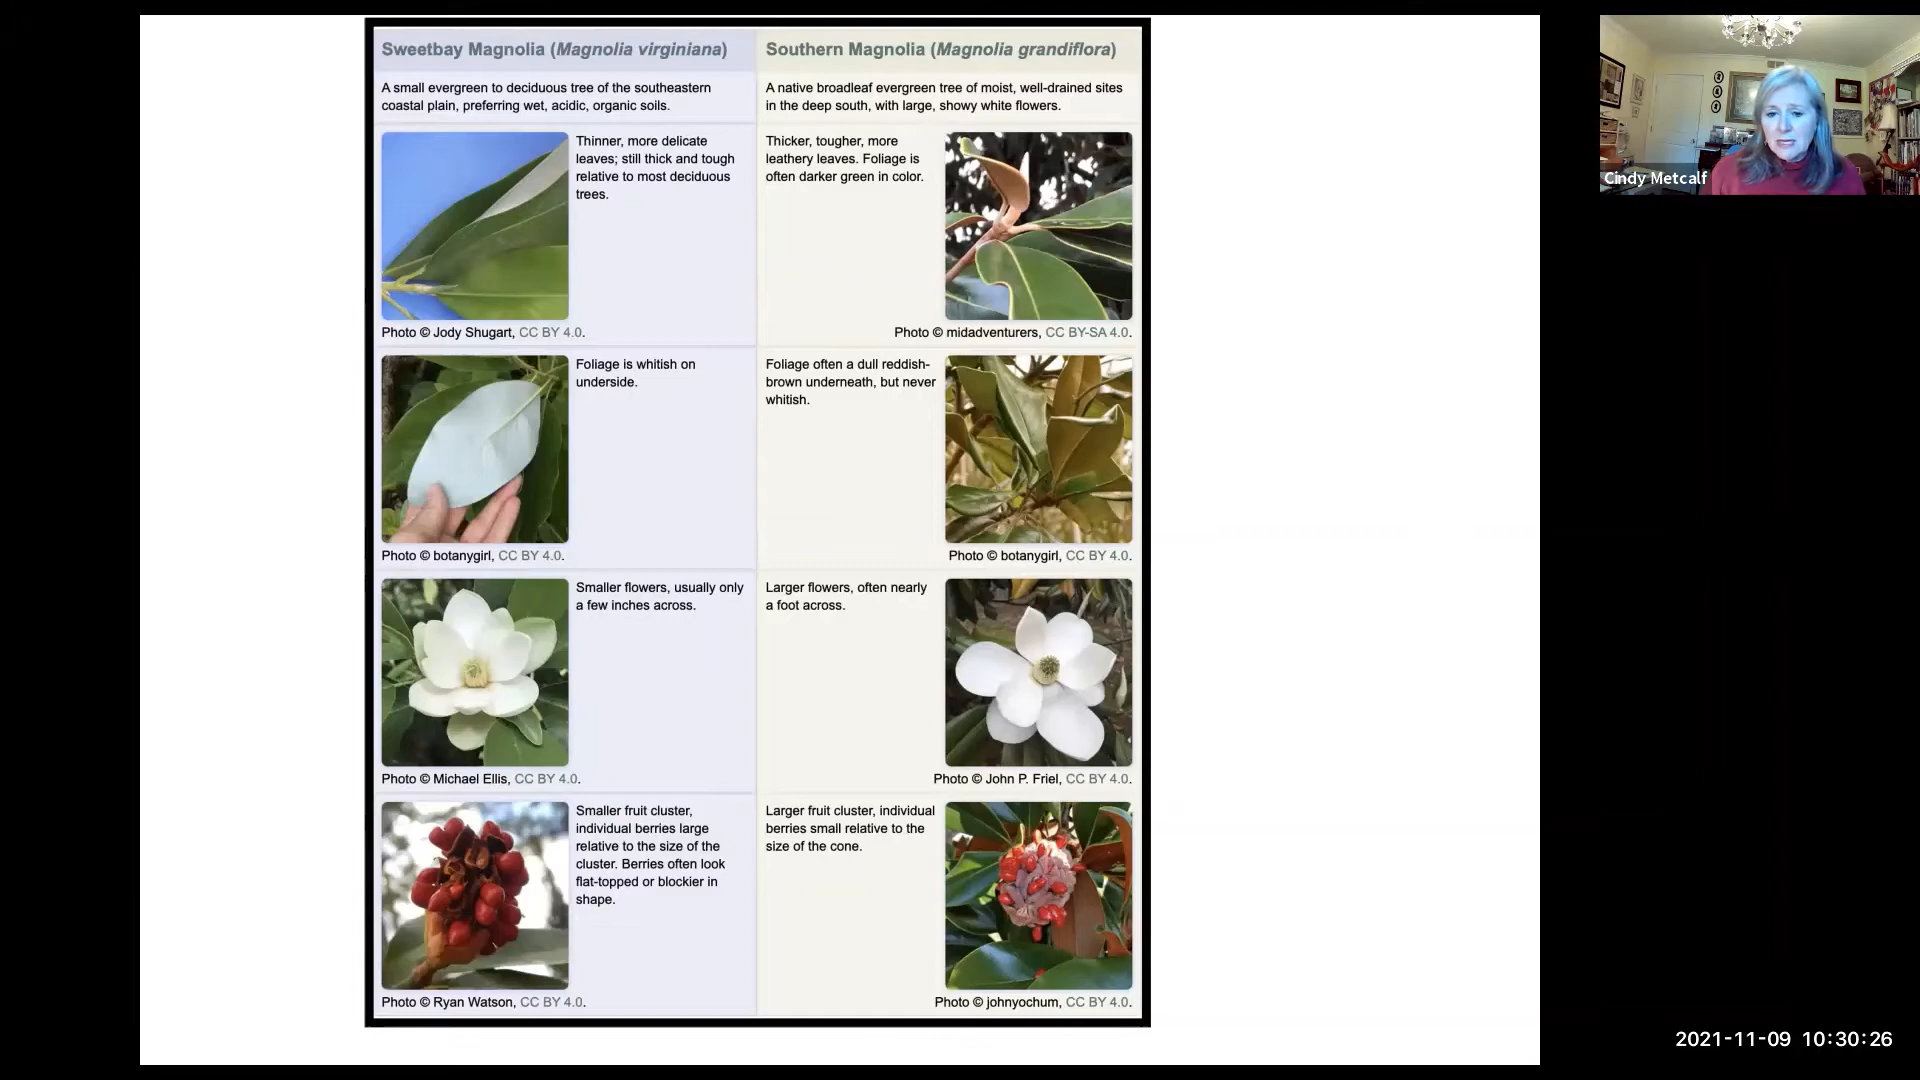 Sweetbay Magnolia (Magnolia virginiana)
Southern Magnolia (Magnolia grandiflora)
A small evergreen to deciduous tree of the southeastern
coastal plain, preferring wet, acidic, organic soils.
A native broadleaf evergreen tree of moist, well-drained sites
in the deep south, with large, showy white flowers.
Thinner, more delicate
leaves; still thick and tough
relative to most deciduous
trees.
Photo © Jody Shugart, CC BY 4.0.
Thicker, tougher, more
leathery leaves. Foliage is
often darker green in color.
Photo © midadventurers, CC BY-SA 4.0.
Foliage is whitish on
underside.
Photo © botanygirl, CC BY 4.0.
Foliage often a dull reddish-
brown underneath, but never
whitish.
Photo © botanygirl, CC BY 4.0.
Smaller flowers, usually only
a few inches across.
Photo © Michael Ellis, CC BY 4.0.
Larger flowers, often nearly
a foot across.
Photo © John P. Friel, CC BY 4.0.
Smaller fruit cluster,
individual berries large
relative to the size of the
cluster. Berries often look
flat-topped or blockier in
shape.
Photo © Ryan Watson, CC BY 4.0.
Larger fruit cluster, individual
berries small relative to the
size of the cone.
Photo © johnyochum, CC BY 4.0.
Cindy Metcalf
2021-11-09 10:30:26